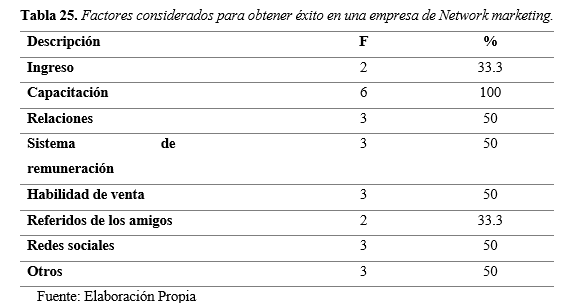 Tabla 25. Factores considerados para obtener éxito en una empresa de Network marketing.
Descripción F %
Ingreso 2 33.3
Capacitación 6 100
Relaciones 3 50
Sistema de 3 50
remuneración
Habilidad de venta 3 50
Referidos de los amigos 2 33.3
Redes sociales 3 50
Otros 3 50
Fuente: Elaboración Propia